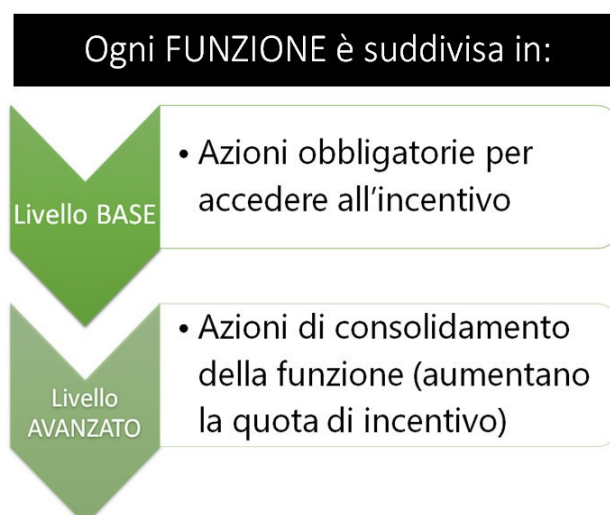 Ogni FUNZIONE è suddivisa in:
Livello BASE
• Azioni obbligatorie per
accedere all'incentivo
Livello
AVANZATO
• Azioni di consolidamento
della funzione (aumentano
la quota di incentivo)